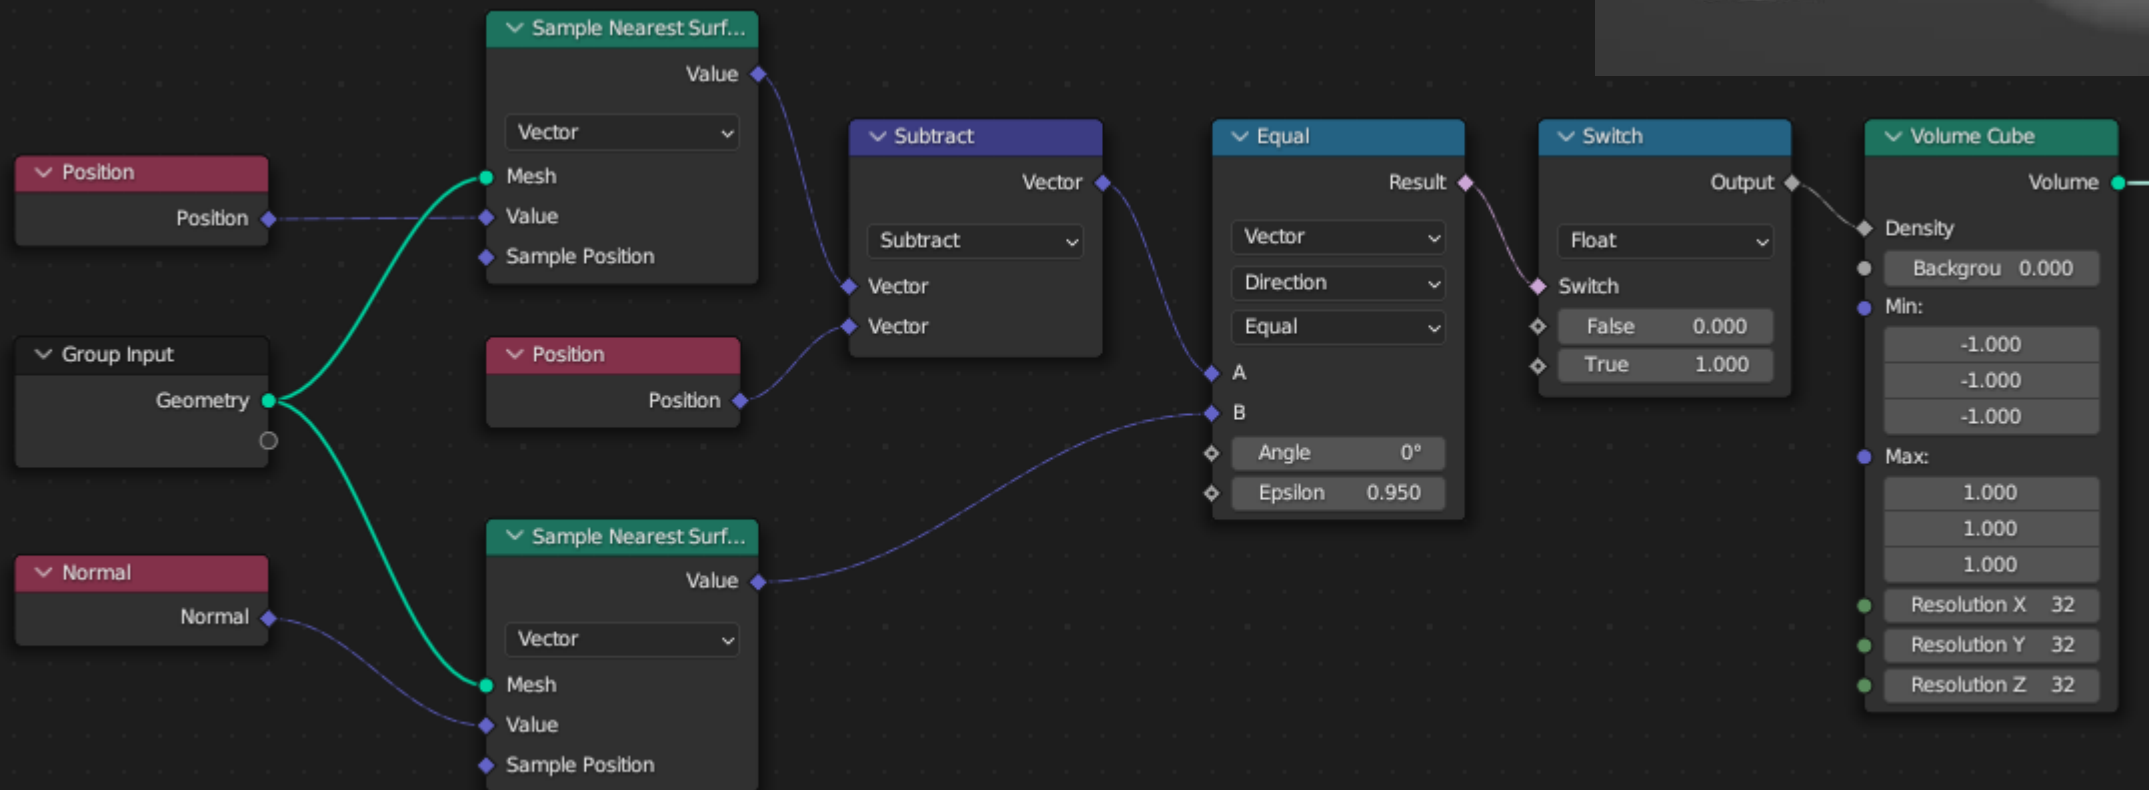 Position
Position
Group Input
Geometry
Normal
Normal
Sample Nearest Surf...
Value
Vector
Mesh
Value
Sample Position
Position
Position
Sample Nearest Surf...
Value
Vector
Mesh
Value
Sample Position
Subtract
Vector
Subtract
Vector
Vector
Equal
Result
Vector
Direction
Equal
A
B
Angle 0°
Epsilon 0.950
Switch
Output
Float
Switch
False 0.000
True 1.000
Volume Cube
Volume
Density
Backgrou 0.000
Min:
-1.000
-1.000
-1.000
Max:
1.000
1.000
1.000
Resolution X 32
Resolution Y 32
Resolution Z 32